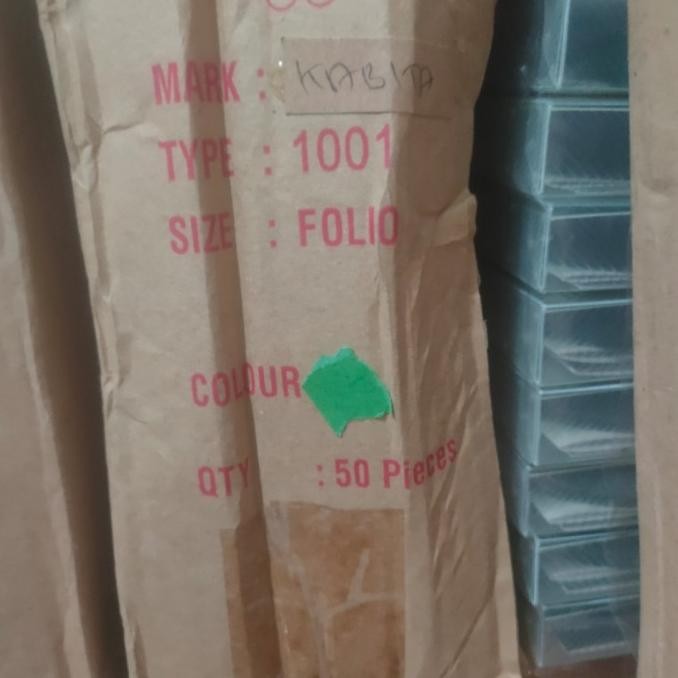 MARK : KABITA
TYPE : 1001
SIZE : FOLIO
COLOUR
QTY : 50 Pieces